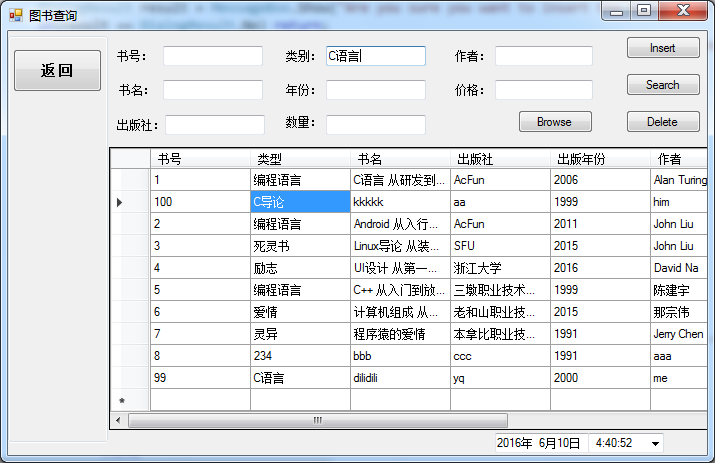 图书查询
返回
书号： 类别： C语言 作者： Insert
书名： 年份： 价格： Search
出版社： 数量： Browse Delete
书号 类型 书名 出版社 出版年份 作者
1 编程语言 C语言 从研发到... AcFun 2006 Alan Turing
100 C导论 kkkkk aa 1999 him
2 编程语言 Android 从入行... AcFun 2011 John Liu
3 死灵书 Linux导论 从装... SFU 2015 John Liu
4 励志 UI设计 从第一... 浙江大学 2016 David Na
5 编程语言 C++ 从入门到放... 三墩职业技术... 1999 陈建宇
6 爱情 计算机组成 从... 老和山职业技... 2015 那宗伟
7 灵异 程序猿的爱情 本拿比职业技... 1991 Jerry Chen
8 234 bbb ccc 1991 aaa
99 C语言 dilidili yq 2000 me
2016年 6月10日 4:40:52